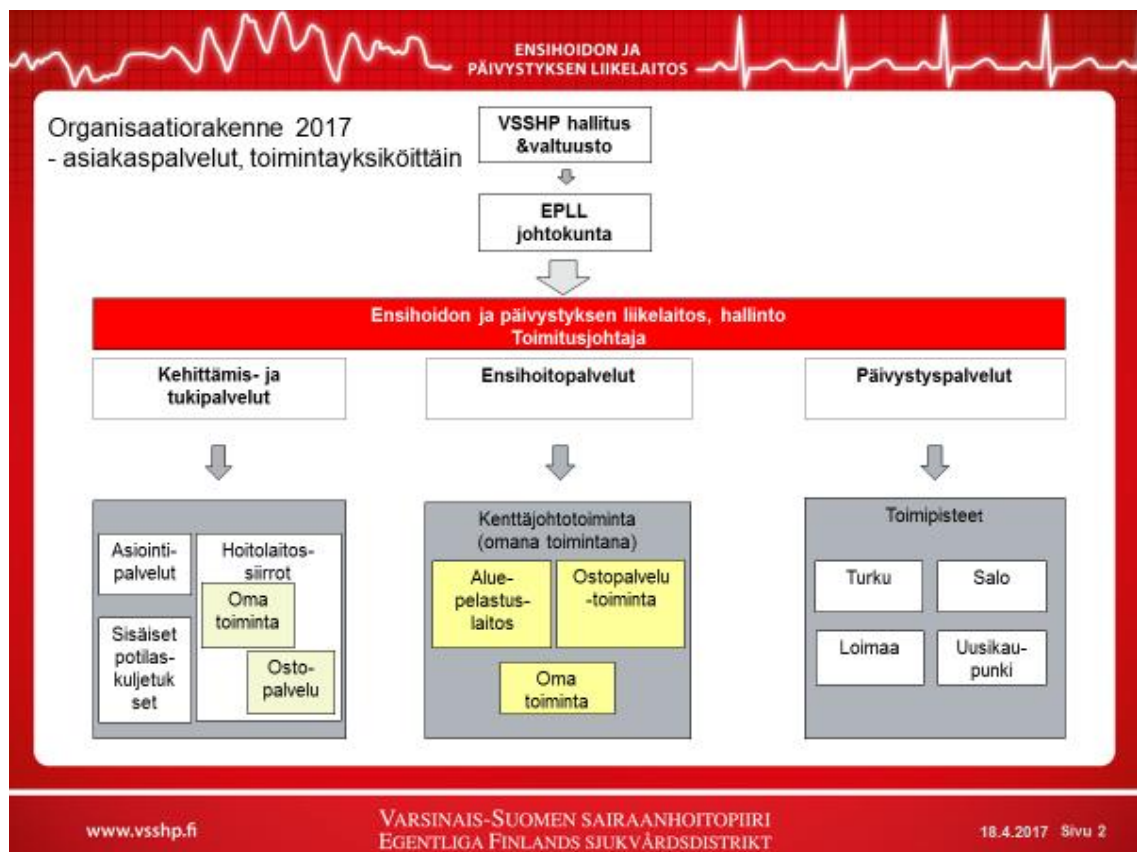 ENSIHOIDON JA
PÄIVYSTYKSEN LIIKELAITOS
Organisaatiorakenne 2017
- asiakaspalvelut, toimintayksiköittäin
VSSHP hallitus
&valtuusto
EPLL
johtokunta
Ensihoidon ja päivystyksen liikelaitos, hallinto
Toimitusjohtaja
Kehittämis- ja
tukipalvelut
Ensihoitopalvelut
Päivystyspalvelut
Asiointi-
palvelut
Sisäiset
potilas-
kuljetuk
set
Hoitolaitos-
siirrot
Oma
toiminta
Osto-
palvelu
Kenttäjohtotoiminta
(omana toimintana)
Alue-
pelastus-
laitos
Ostopalvelu
-toiminta
Oma
toiminta
Toimipisteet
Turku
Salo
Loimaa
Uusikau-
punki
www.vsshp.fi
VARSINAIS-SUOMEN SAIRAANHOITOPIIRI
EGENTLIGA FINLANDS SJUKVÅRDSDISTRIKT
18.4.2017 Sivu 2